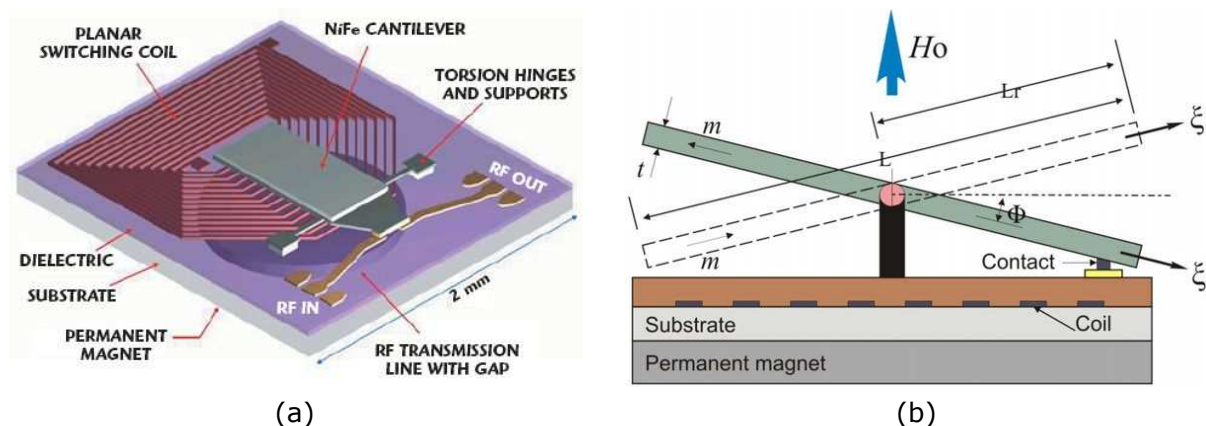 PLANAR
SWITCHING COIL
NiFe CANTILEVER
TORSION HINGES
AND SUPPORTS
RF OUT
DIELECTRIC
SUBSTRATE
PERMANENT
MAGNET
RF IN
2 mm
RF TRANSMISSION
LINE WITH GAP
(a)
Ho
Lr
ξ
m
L
t
Φ
m
Contact
ξ
Substrate
Coil
Permanent magnet
(b)